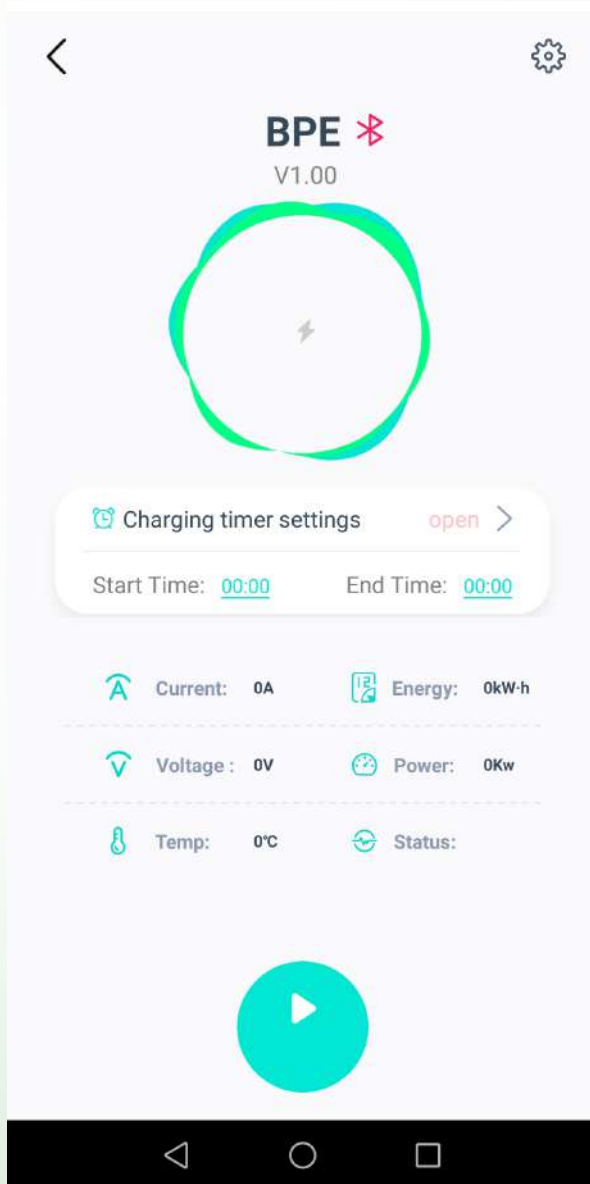 BPE
V1.00
Charging timer settings open
Start Time: 00:00 End Time: 00:00
Current: 0A Energy: 0kW·h
Voltage : 0V Power: 0Kw
Temp: 0℃ Status: